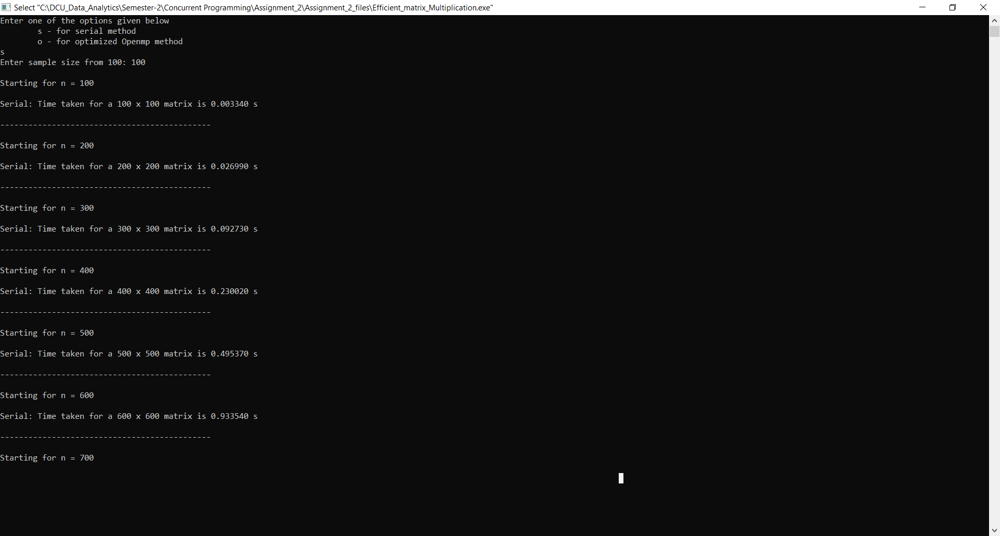 Select "C:\DCU_Data_Analytics\Semester-2\Concurrent Programming\Assignment_2\Assignment_2_files\Efficient_matrix_Multiplication.exe"
Enter one of the options given below
        s - for serial method
        o - for optimized Openmp method
s
Enter sample size from 100: 100
Starting for n = 100
Serial: Time taken for a 100 x 100 matrix is 0.003340 s
---------------------------------------------
Starting for n = 200
Serial: Time taken for a 200 x 200 matrix is 0.026990 s
---------------------------------------------
Starting for n = 300
Serial: Time taken for a 300 x 300 matrix is 0.092730 s
---------------------------------------------
Starting for n = 400
Serial: Time taken for a 400 x 400 matrix is 0.230020 s
---------------------------------------------
Starting for n = 500
Serial: Time taken for a 500 x 500 matrix is 0.495370 s
---------------------------------------------
Starting for n = 600
Serial: Time taken for a 600 x 600 matrix is 0.933540 s
---------------------------------------------
Starting for n = 700